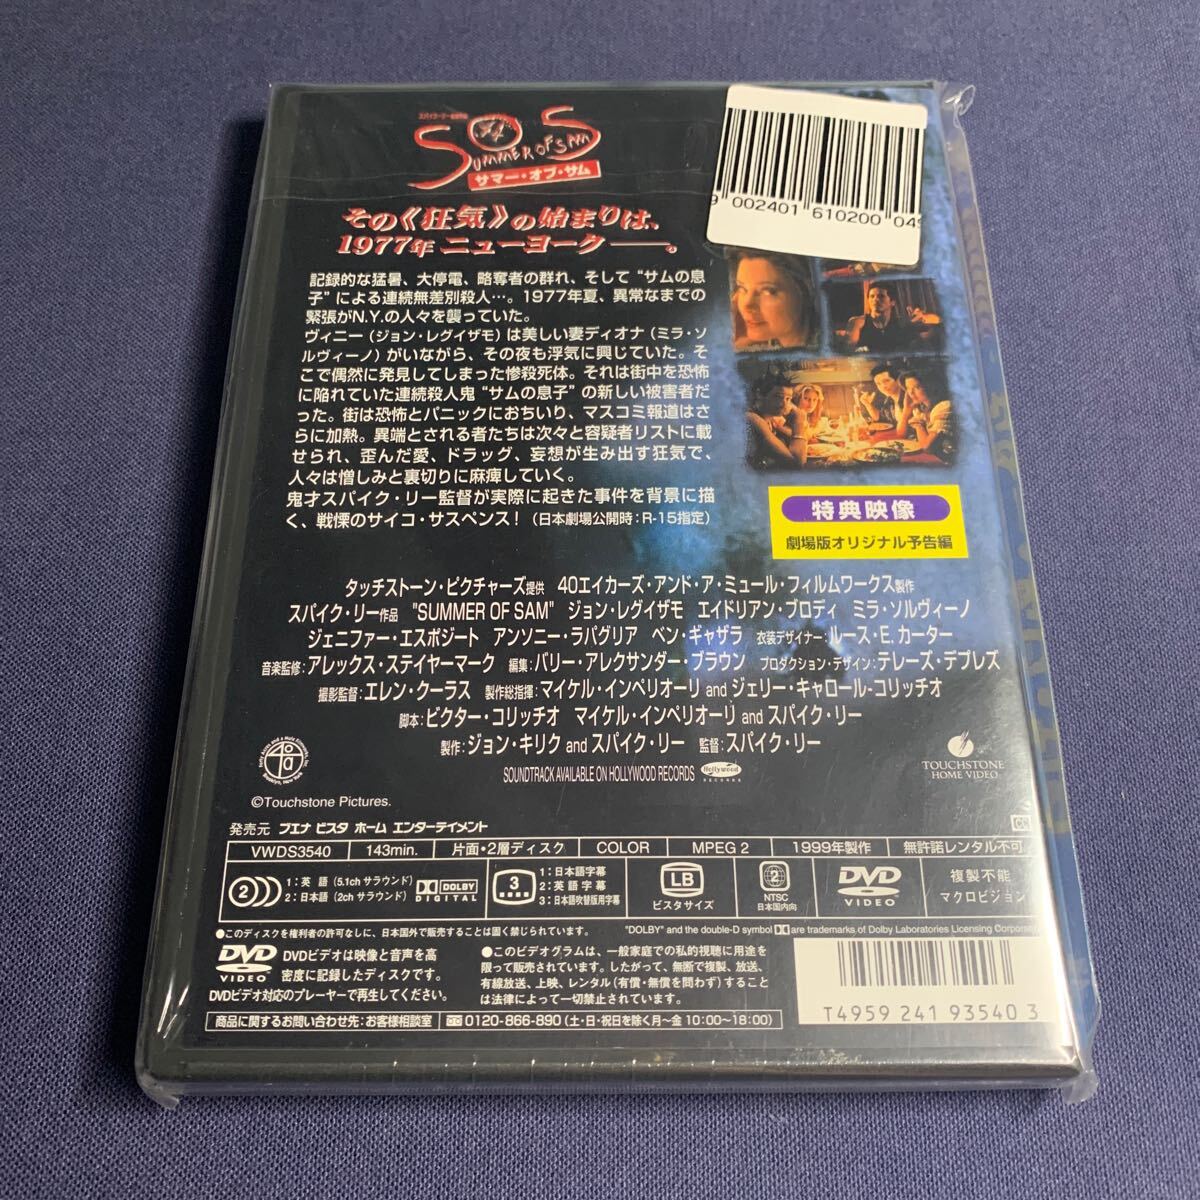 スパイク・リー監督作品
SUMMER OF SAM
サマー・オブ・サム
9 002401 610200 049
その《狂気》の始まりは、
1977年 ニューヨーク――。
記録的な猛暑、大停電、略奪者の群れ、そして“サムの息
子”による連続無差別殺人…。1977年夏、異常なまでの
緊張がN.Y.の人々を襲っていた。
ヴィニー（ジョン・レグイザモ）は美しい妻ディオナ（ミラ・ソ
ルヴィーノ）がいながら、その夜も浮気に興じていた。そ
こで偶然に発見してしまった惨殺死体。それは街中を恐怖
に陥れていた連続殺人鬼“サムの息子”の新しい被害者だ
った。街は恐怖とパニックにおちいり、マスコミ報道はさ
らに加熱。異端とされる者たちは次々と容疑者リストに載
せられ、歪んだ愛、ドラッグ、妄想が生み出す狂気で、
人々は憎しみと裏切りに麻痺していく。
鬼才スパイク・リー監督が実際に起きた事件を背景に描
く、戦慄のサイコ・サスペンス！（日本劇場公開時：R-15指定）
特典映像
劇場版オリジナル予告編
タッチストーン・ピクチャーズ提供 40エイカーズ・アンド・ア・ミュール・フィルムワークス製作
スパイク・リー作品 "SUMMER OF SAM" ジョン・レグイザモ エイドリアン・ブロディ ミラ・ソルヴィーノ
ジェニファー・エスポジート アンソニー・ラパグリア ベン・ギャザラ 衣装デザイナー：ルース・E. カーター
音楽監修：アレックス・ステイヤーマーク 編集：バリー・アレクサンダー・ブラウン プロダクション・デザイン：テレーズ・デプレズ
撮影監督：エレン・クーラス 製作総指揮：マイケル・インペリオーリ and ジェリー・キャロール・コリッチオ
脚本：ビクター・コリッチオ マイケル・インペリオーリ and スパイク・リー
製作：ジョン・キリク and スパイク・リー 監督：スパイク・リー
SOUNDTRACK AVAILABLE ON HOLLYWOOD RECORDS Hollywood RECORDS
TOUCHSTONE
HOME VIDEO
©Touchstone Pictures.
発売元 ブエナ ビスタ ホーム エンターテイメント
CC
VWDS3540 143min. 片面・2層ディスク COLOR MPEG 2 1999年製作 無許諾レンタル不可
2 1：英 語（5.1ch サラウンド）
2：日本語（2ch サラウンド）
DOLBY DIGITAL
3 1：日本語字幕
2：英 語 字 幕
3：日本語吹替版用字幕
LB ビスタサイズ
2 NTSC 日本国内向
DVD VIDEO
複製不能
マクロビジョン
●このディスクを権利者の許可なしに、日本国外で販売することは固く禁じられています。
"DOLBY" and the double-D symbol are trademarks of Dolby Laboratories Licensing Corporation.
DVD VIDEO
DVDビデオは映像と音声を高
密度に記録したディスクです。
DVDビデオ対応のプレーヤーで再生してください。
●このビデオグラムは、一般家庭での私的視聴に用途を
限って販売されています。したがって、無断で複製、放送、
有線放送、上映、レンタル（有償・無償を問わず）すること
は法律によって一切禁止されています。
商品に関するお問い合わせ先：お客様相談室 0120-866-890（土・日・祝日を除く月〜金 10:00〜18:00）
T4959 241 93540 3